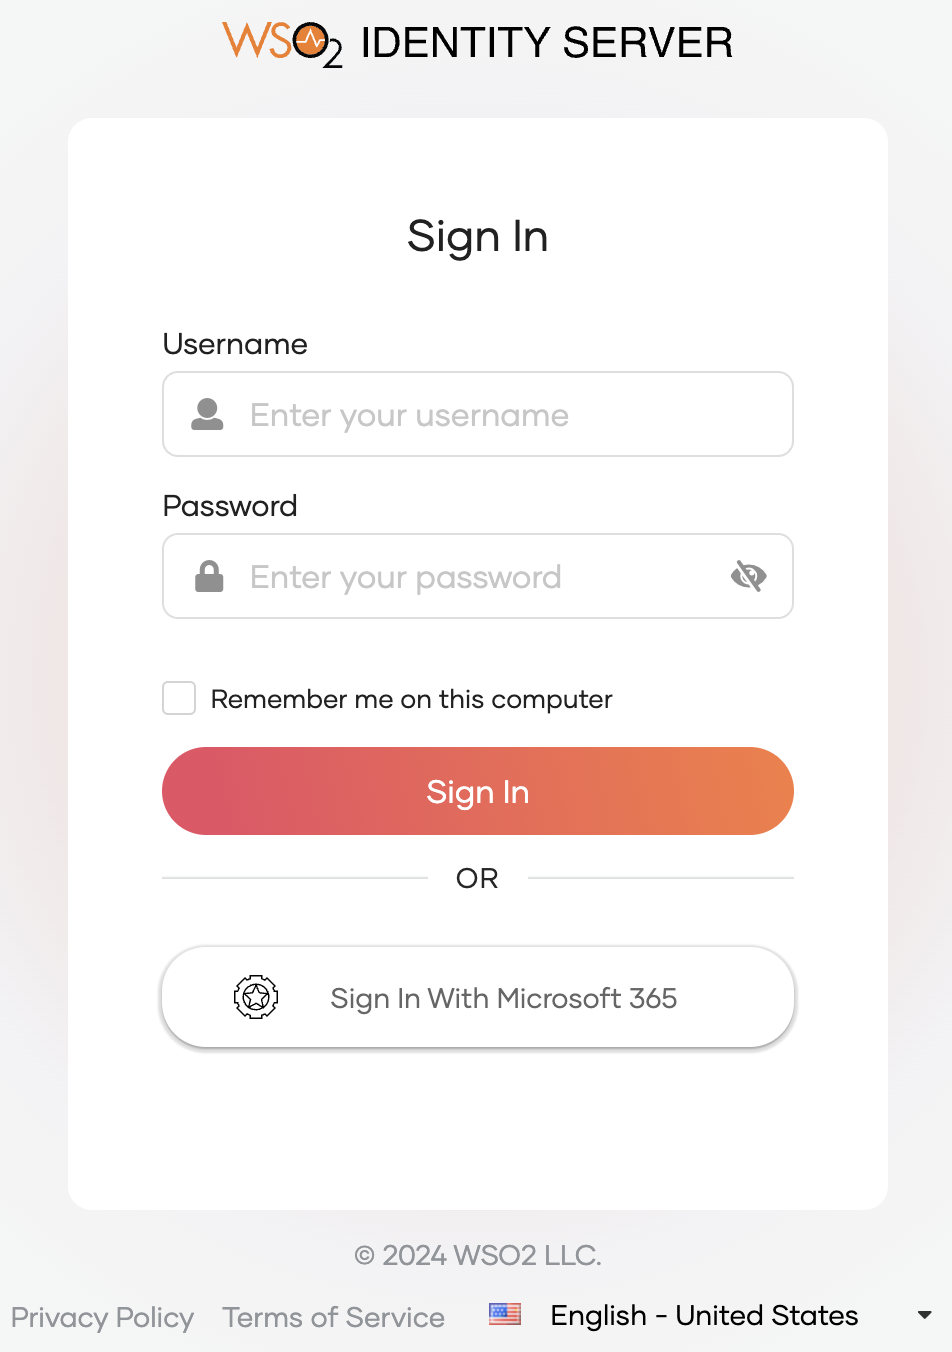 WSO2 IDENTITY SERVER
Sign In
Username
Enter your username
Password
Enter your password
Remember me on this computer
Sign In
OR
Sign In With Microsoft 365
© 2024 WSO2 LLC.
Privacy Policy Terms of Service English - United States